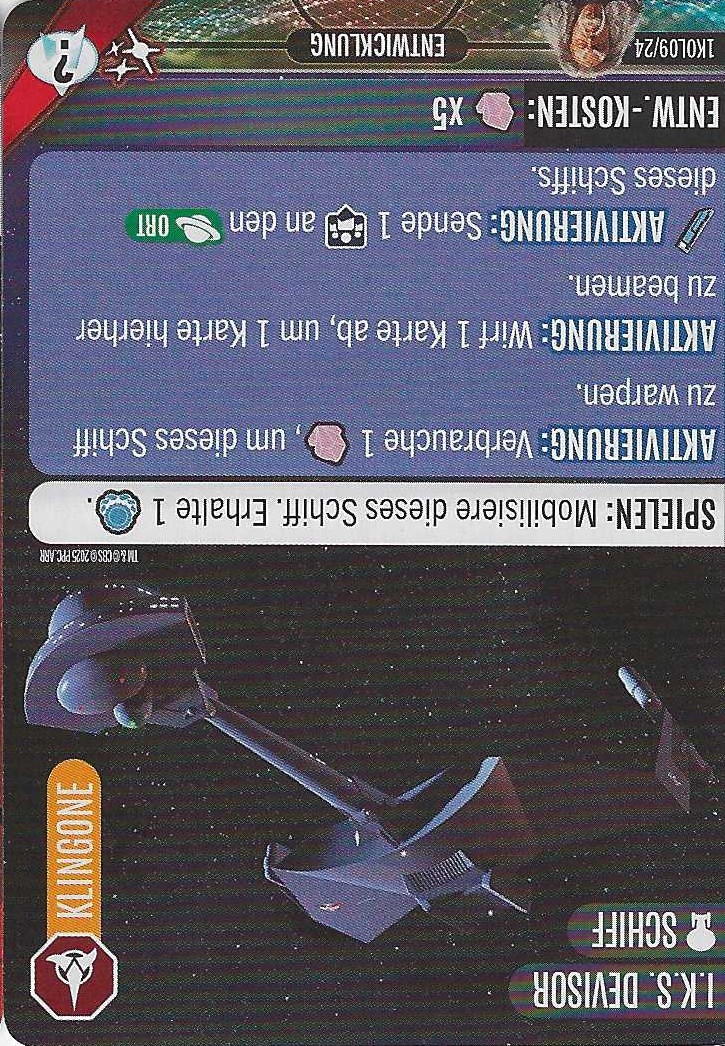 I.K.S. DEVISOR
SCHIFF
KLINGONE
TM & © CBS © 2025 PPC. ARR
SPIELEN: Mobilisiere dieses Schiff. Erhalte 1 .
AKTIVIERUNG: Verbrauche 1 , um dieses Schiff
zu warpen.
AKTIVIERUNG: Wirf 1 Karte ab, um 1 Karte hierher
zu beamen.
AKTIVIERUNG: Sende 1 an den ORT
dieses Schiffs.
ENTW.-KOSTEN: x5
1KOL09/24
ENTWICKLUNG
?